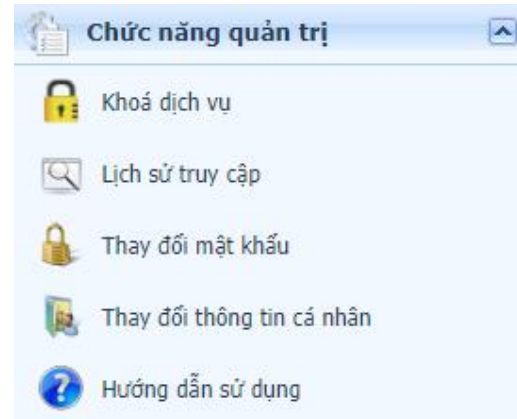 Chức năng quản trị
Khoá dịch vụ
Lịch sử truy cập
Thay đổi mật khẩu
Thay đổi thông tin cá nhân
Hướng dẫn sử dụng